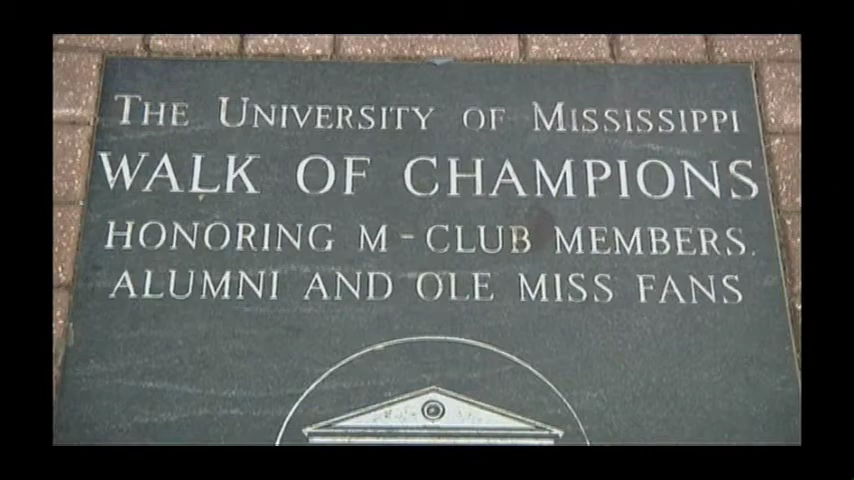 THE UNIVERSITY OF MISSISSIPPI
WALK OF CHAMPIONS
HONORING M-CLUB MEMBERS.
ALUMNI AND OLE MISS FANS